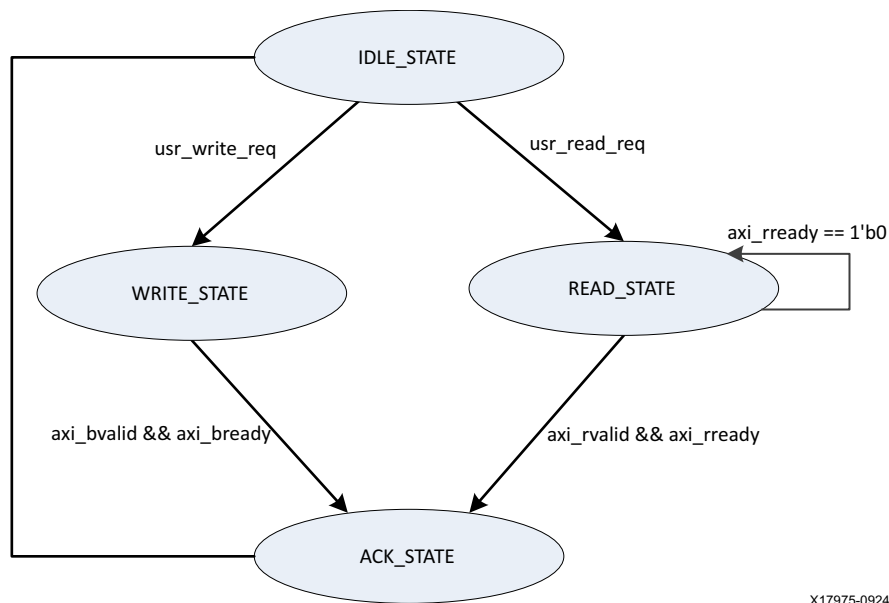 IDLE_STATE
usr_write_req
usr_read_req
axi_rready == 1'b0
WRITE_STATE
READ_STATE
axi_bvalid && axi_bready
axi_rvalid && axi_rready
ACK_STATE
X17975-0924